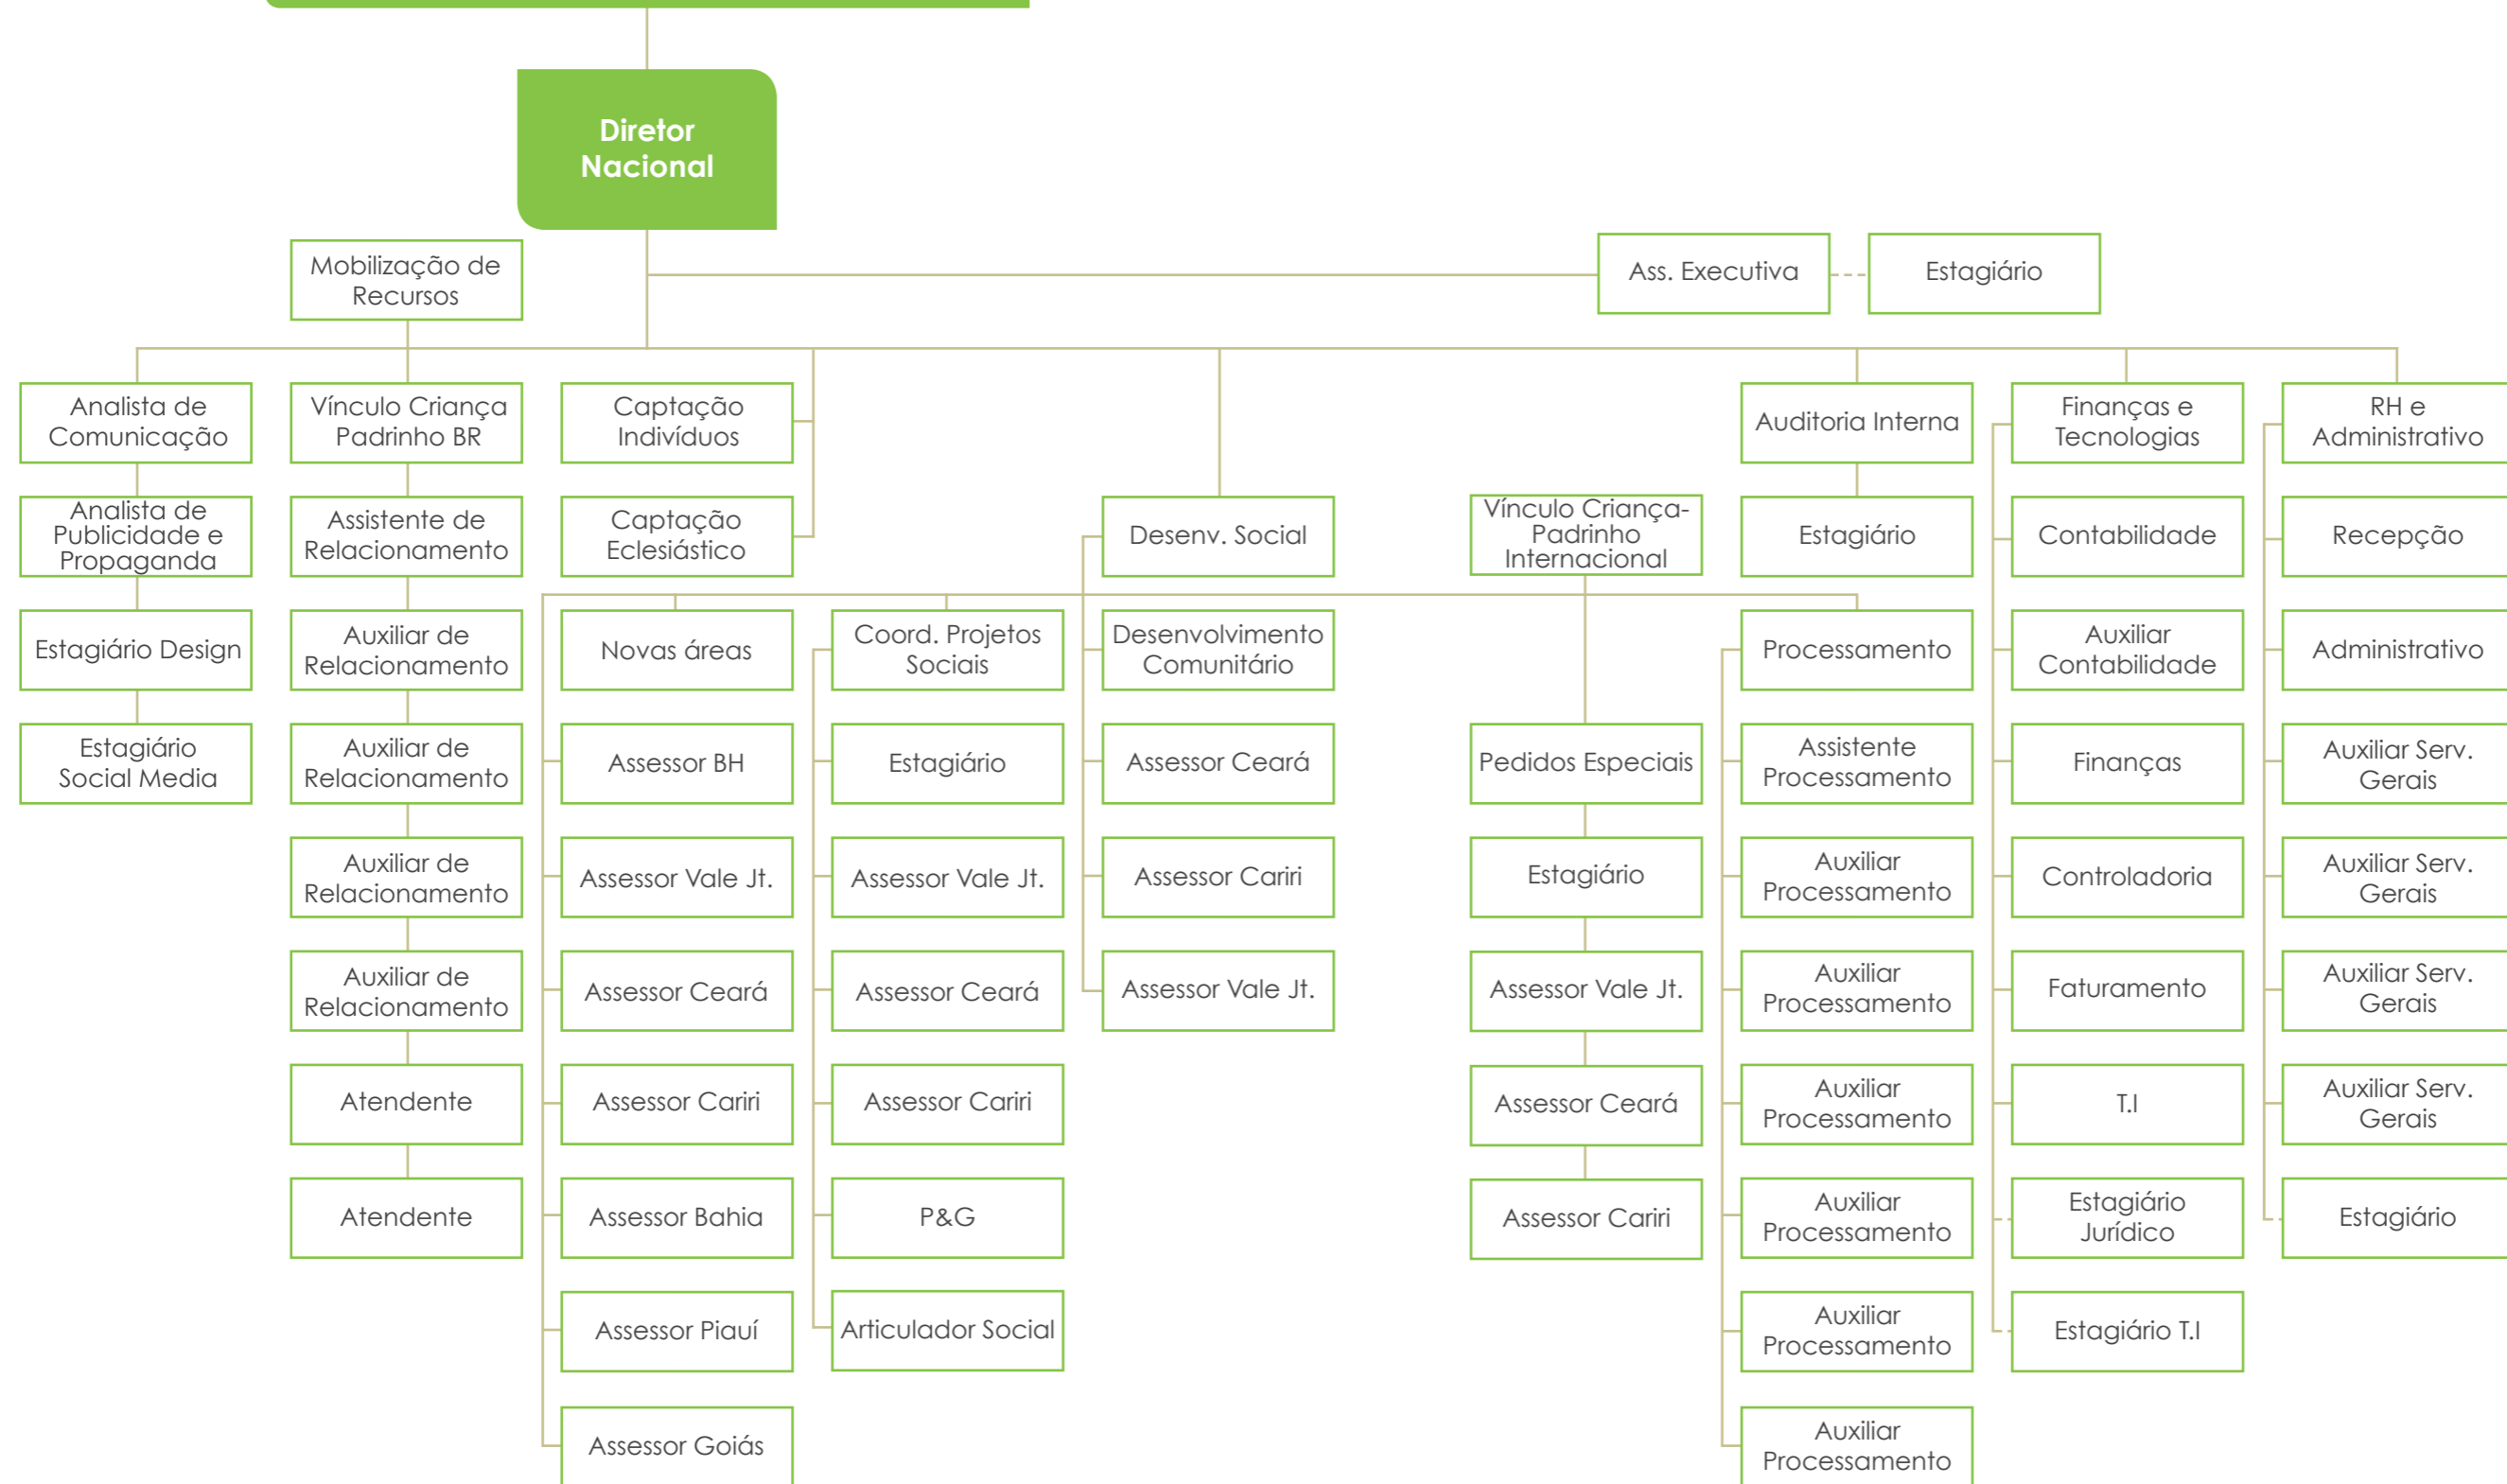 Diretor
Nacional
Mobilização de
Recursos
Ass. Executiva
Estagiário
Analista de
Comunicação
Analista de
Publicidade e
Propaganda
Estagiário Design
Estagiário
Social Media
Vínculo Criança
Padrinho BR
Assistente de
Relacionamento
Auxiliar de
Relacionamento
Auxiliar de
Relacionamento
Auxiliar de
Relacionamento
Auxiliar de
Relacionamento
Atendente
Atendente
Captação
Indivíduos
Captação
Eclesiástico
Desenv. Social
Novas áreas
Assessor BH
Assessor Vale Jt.
Assessor Ceará
Assessor Cariri
Assessor Bahia
Assessor Piauí
Assessor Goiás
Coord. Projetos
Sociais
Estagiário
Assessor Vale Jt.
Assessor Ceará
Assessor Cariri
P&G
Articulador Social
Desenvolvimento
Comunitário
Assessor Ceará
Assessor Cariri
Assessor Vale Jt.
Vínculo Criança-
Padrinho
Internacional
Pedidos Especiais
Estagiário
Assessor Vale Jt.
Assessor Ceará
Assessor Cariri
Auditoria Interna
Estagiário
Processamento
Assistente
Processamento
Auxiliar
Processamento
Auxiliar
Processamento
Auxiliar
Processamento
Auxiliar
Processamento
Auxiliar
Processamento
Auxiliar
Processamento
Finanças e
Tecnologias
Contabilidade
Auxiliar
Contabilidade
Finanças
Controladoria
Faturamento
T.I
Estagiário
Jurídico
Estagiário T.I
RH e
Administrativo
Recepção
Administrativo
Auxiliar Serv.
Gerais
Auxiliar Serv.
Gerais
Auxiliar Serv.
Gerais
Auxiliar Serv.
Gerais
Estagiário